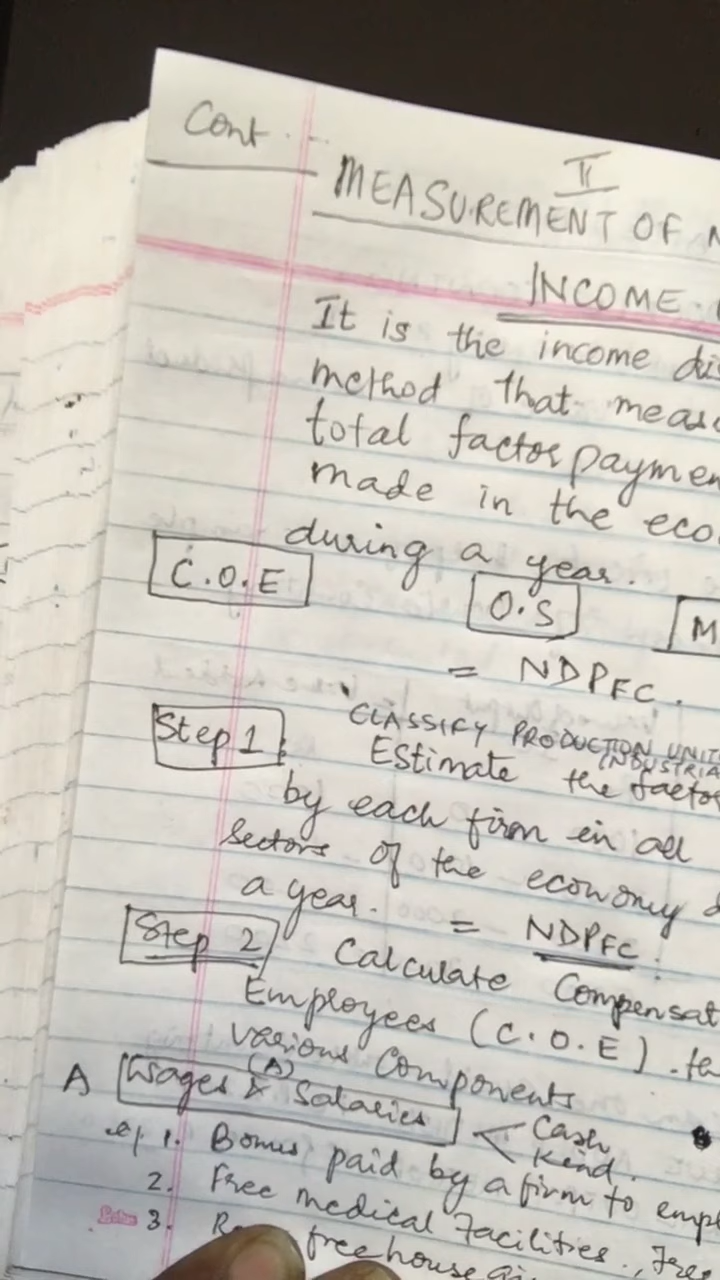 Cont...
II
MEASUREMENT OF N
INCOME
It is the income dis
method that meas
total factor paymen
made in the eco
during a year.
C.O.E O.S M
= NDPFC.
CLASSIFY PRODUCTION UNIT
INDUSTRIA
Step 1 Estimate the factor
by each firm in all
Sectors of the economy d
a year. = NDPFC.
Step 2 Calculate Compensat
Employees (C.O.E).
various components
(A)
A Wages & Salaries Cash
Kind.
eg 1. Bonus paid by a firm to empl
2. Free medical facilities., Free
3. free house